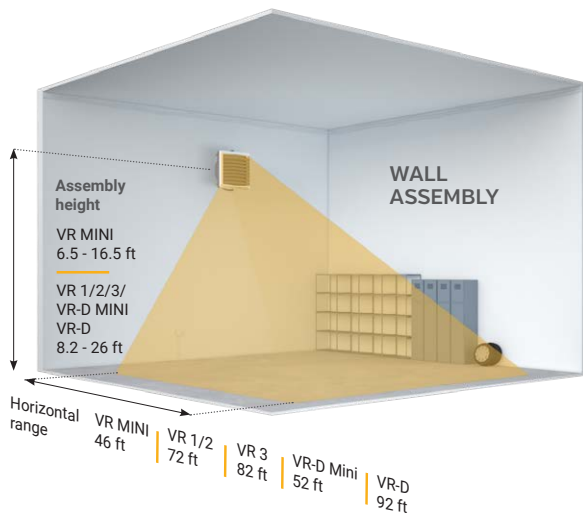 WALL
ASSEMBLY
Assembly
height
VR MINI
6.5 - 16.5 ft
VR 1/2/3/
VR-D MINI
VR-D
8.2 - 26 ft
Horizontal
range
VR MINI
46 ft
VR 1/2
72 ft
VR 3
82 ft
VR-D Mini
52 ft
VR-D
92 ft